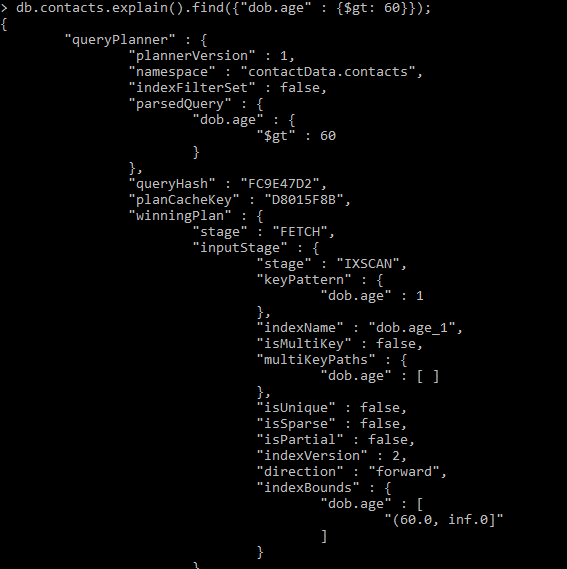 > db.contacts.explain().find({"dob.age" : {$gt: 60}});
{
        "queryPlanner" : {
                "plannerVersion" : 1,
                "namespace" : "contactData.contacts",
                "indexFilterSet" : false,
                "parsedQuery" : {
                        "dob.age" : {
                                "$gt" : 60
                        }
                },
                "queryHash" : "FC9E47D2",
                "planCacheKey" : "D8015F8B",
                "winningPlan" : {
                        "stage" : "FETCH",
                        "inputStage" : {
                                "stage" : "IXSCAN",
                                "keyPattern" : {
                                        "dob.age" : 1
                                },
                                "indexName" : "dob.age_1",
                                "isMultiKey" : false,
                                "multiKeyPaths" : {
                                        "dob.age" : [ ]
                                },
                                "isUnique" : false,
                                "isSparse" : false,
                                "isPartial" : false,
                                "indexVersion" : 2,
                                "direction" : "forward",
                                "indexBounds" : {
                                        "dob.age" : [
                                                "(60.0, inf.0]"
                                        ]
                                }
                        }